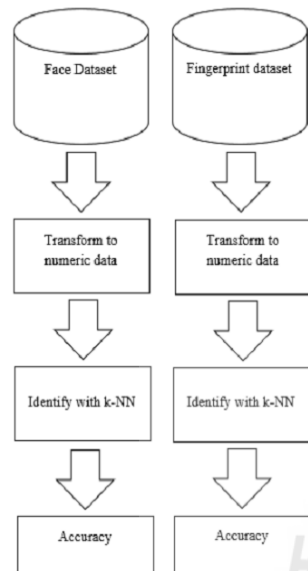 Face Dataset
Fingerprint dataset
Transform to
numeric data
Transform to
numeric data
Identify with k-NN
Identify with k-NN
Accuracy
Accuracy